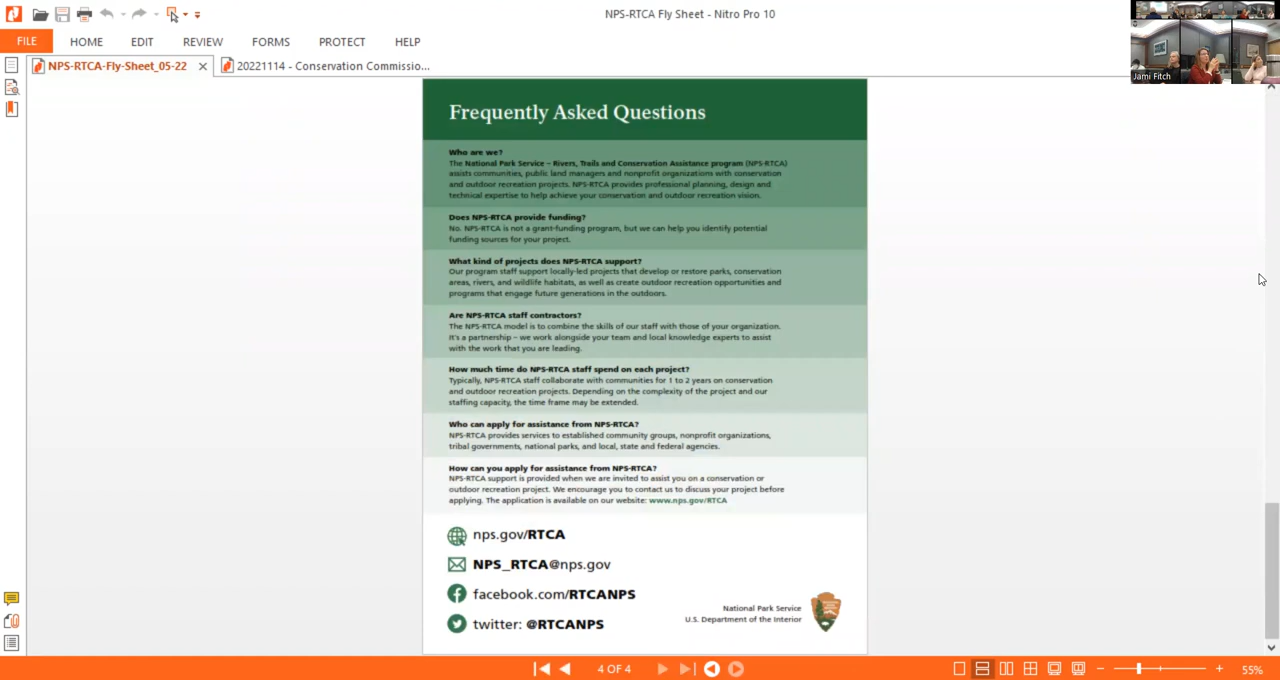 NPS-RTCA Fly Sheet - Nitro Pro 10
FILE HOME EDIT REVIEW FORMS PROTECT HELP
NPS-RTCA-Fly-Sheet_05-22
20221114 - Conservation Commissio...
Jami Fitch
Frequently Asked Questions
Who are we?
The National Park Service – Rivers, Trails and Conservation Assistance program (NPS-RTCA)
assists communities, public land managers and nonprofit organizations with conservation
and outdoor recreation projects. NPS-RTCA provides professional planning, design and
technical expertise to help achieve your conservation and outdoor recreation vision.
Does NPS-RTCA provide funding?
No. NPS-RTCA is not a grant-funding program, but we can help you identify potential
funding sources for your project.
What kind of projects does NPS-RTCA support?
Our program staff support locally-led projects that develop or restore parks, conservation
areas, rivers, and wildlife habitats, as well as create outdoor recreation opportunities and
programs that engage future generations in the outdoors.
Are NPS-RTCA staff contractors?
The NPS-RTCA model is to combine the skills of our staff with those of your organization.
It's a partnership – we work alongside your team and local knowledge experts to assist
with the work that you are leading.
How much time do NPS-RTCA staff spend on each project?
Typically, NPS-RTCA staff collaborate with communities for 1 to 2 years on conservation
and outdoor recreation projects. Depending on the complexity of the project and our
staffing capacity, the time frame may be extended.
Who can apply for assistance from NPS-RTCA?
NPS-RTCA provides services to established community groups, nonprofit organizations,
tribal governments, national parks, and local, state and federal agencies.
How can you apply for assistance from NPS-RTCA?
NPS-RTCA support is provided when we are invited to assist you on a conservation or
outdoor recreation project. We encourage you to contact us to discuss your project before
applying. The application is available on our website: www.nps.gov/RTCA
nps.gov/RTCA
NPS_RTCA@nps.gov
facebook.com/RTCANPS
twitter: @RTCANPS
National Park Service
U.S. Department of the Interior
4 OF 4
55%